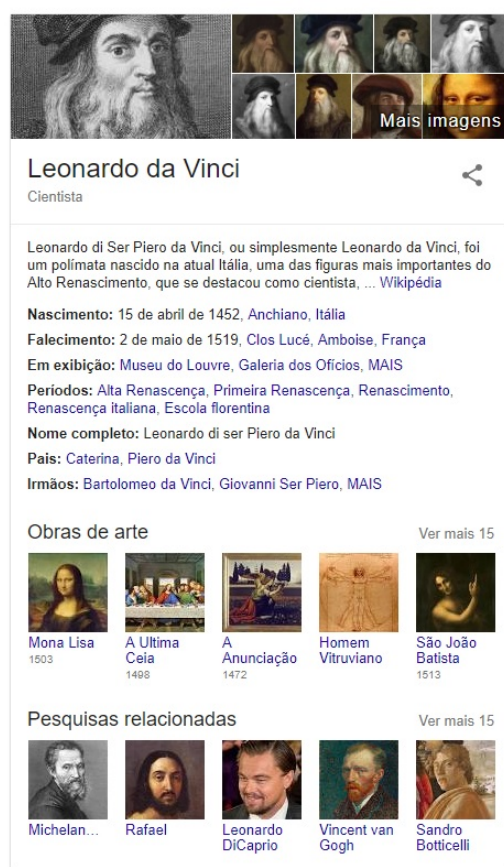 Mais imagens
Leonardo da Vinci
Cientista
Leonardo di Ser Piero da Vinci, ou simplesmente Leonardo da Vinci, foi
um polímata nascido na atual Itália, uma das figuras mais importantes do
Alto Renascimento, que se destacou como cientista, ... Wikipédia
Nascimento: 15 de abril de 1452, Anchiano, Itália
Falecimento: 2 de maio de 1519, Clos Lucé, Amboise, França
Em exibição: Museu do Louvre, Galeria dos Ofícios, MAIS
Períodos: Alta Renascença, Primeira Renascença, Renascimento,
Renascença italiana, Escola florentina
Nome completo: Leonardo di ser Piero da Vinci
Pais: Caterina, Piero da Vinci
Irmãos: Bartolomeo da Vinci, Giovanni Ser Piero, MAIS
Obras de arte Ver mais 15
Mona Lisa
1503
A Ultima
Ceia
1498
A
Anunciação
1472
Homem
Vitruviano
São João
Batista
1513
Pesquisas relacionadas Ver mais 15
Michelan...
Rafael
Leonardo
DiCaprio
Vincent van
Gogh
Sandro
Botticelli